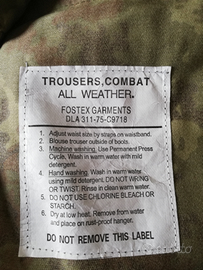 TROUSERS, COMBAT
ALL WEATHER.
FOSTEX GARMENTS
DLA 311-75-C9718
1. Adjust waist size by straps on waistband.
2. Blouse trouser outside of boots.
3. Machine washing. Use Permanent Press
Cycle. Wash in warm water with mild
detergent.
4. Hand washing. Wash in warm water,
using mild detergent. DO NOT WRING
OR TWIST. Rinse in clean warm water.
5. DO NOT USE CHLORINE BLEACH OR
STARCH.
6. Dry at low heat. Remove from water
and place on rust-proof hanger.
DO NOT REMOVE THIS LABEL